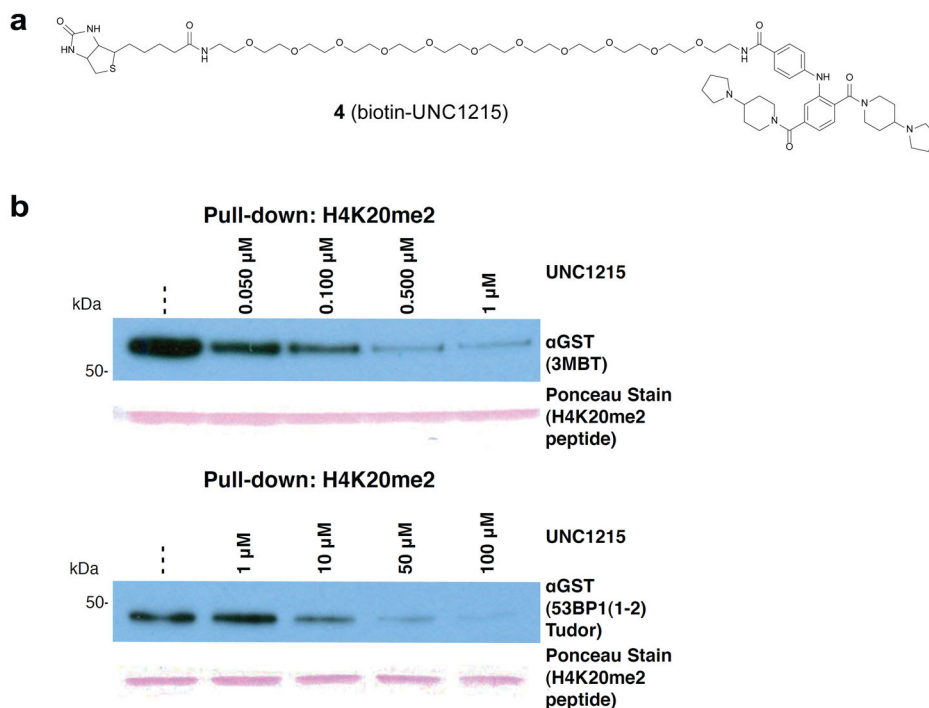 a
4 (biotin-UNC1215)
O
HN
NH
S
O
N
H
O
O
O
O
O
O
O
O
O
O
O
N
H
O
NH
N
N
O
O
N
N
b
Pull-down: H4K20me2
---
0.050 µM
0.100 µM
0.500 µM
1 µM
UNC1215
kDa
50-
αGST
(3MBT)
Ponceau Stain
(H4K20me2
peptide)
Pull-down: H4K20me2
---
1 µM
10 µM
50 µM
100 µM
UNC1215
kDa
50-
αGST
(53BP1(1-2)
Tudor)
Ponceau Stain
(H4K20me2
peptide)